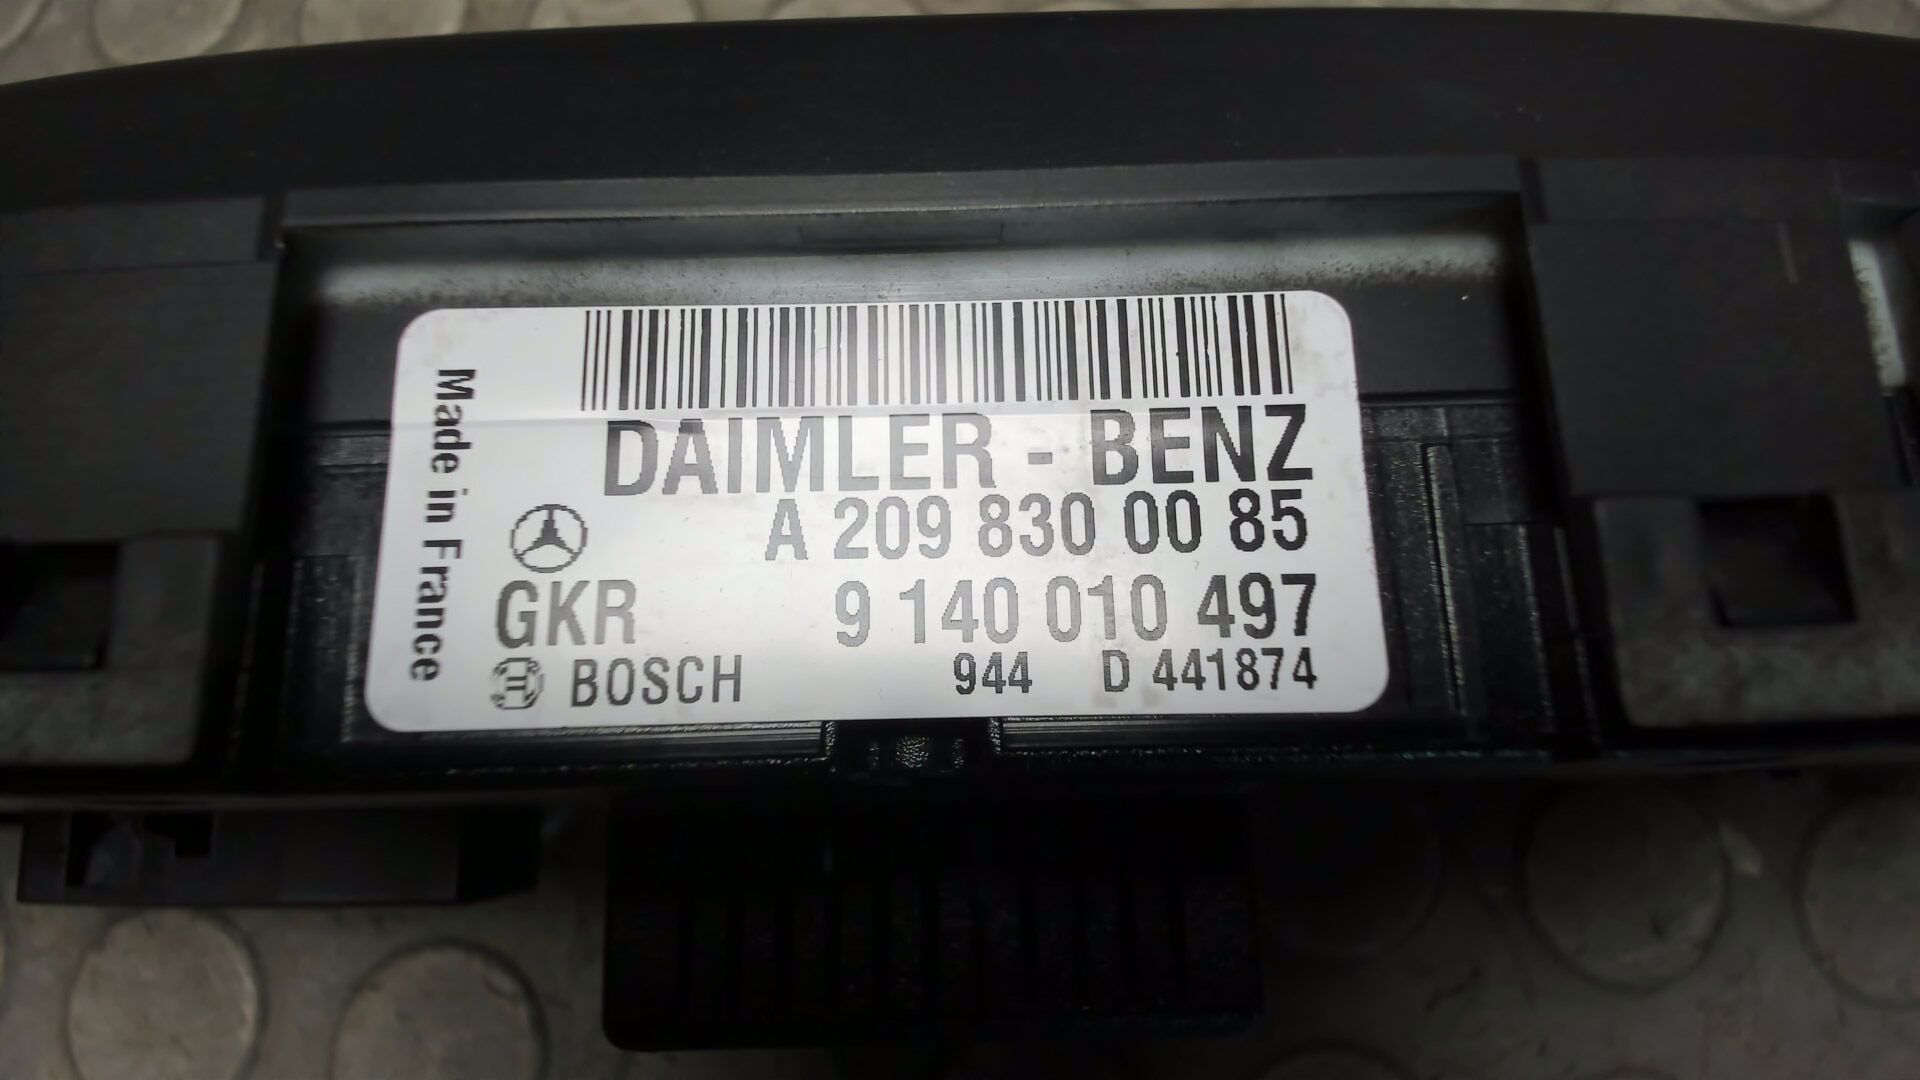 DAIMLER - BENZ
A 209 830 00 85
GKR 9 140 010 497
BOSCH 944 D 441874
Made in France